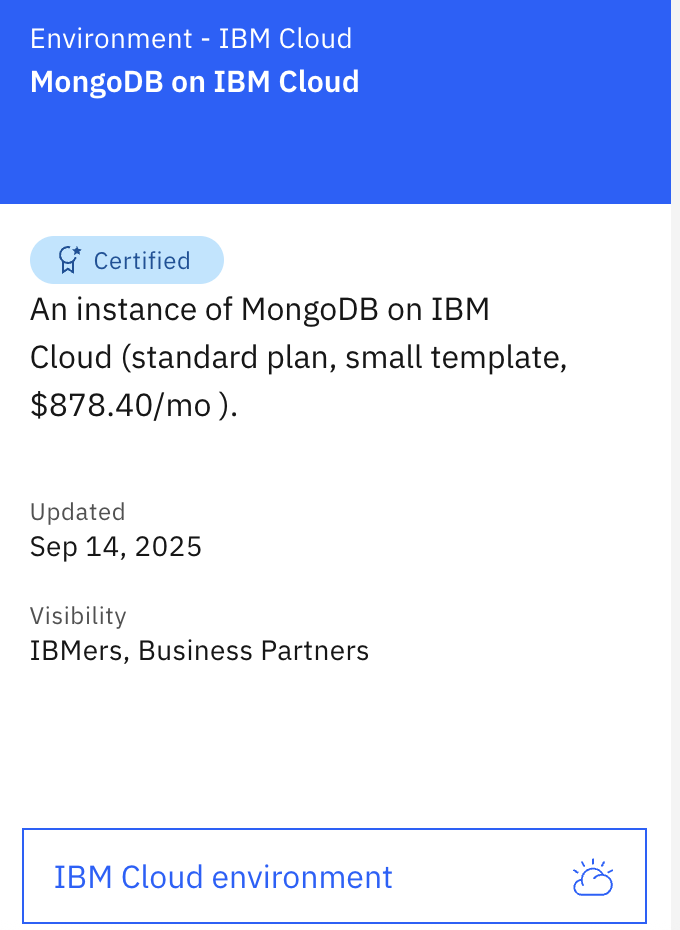 Environment - IBM Cloud
MongoDB on IBM Cloud
Certified
An instance of MongoDB on IBM
Cloud (standard plan, small template,
$878.40/mo ).
Updated
Sep 14, 2025
Visibility
IBMers, Business Partners
IBM Cloud environment